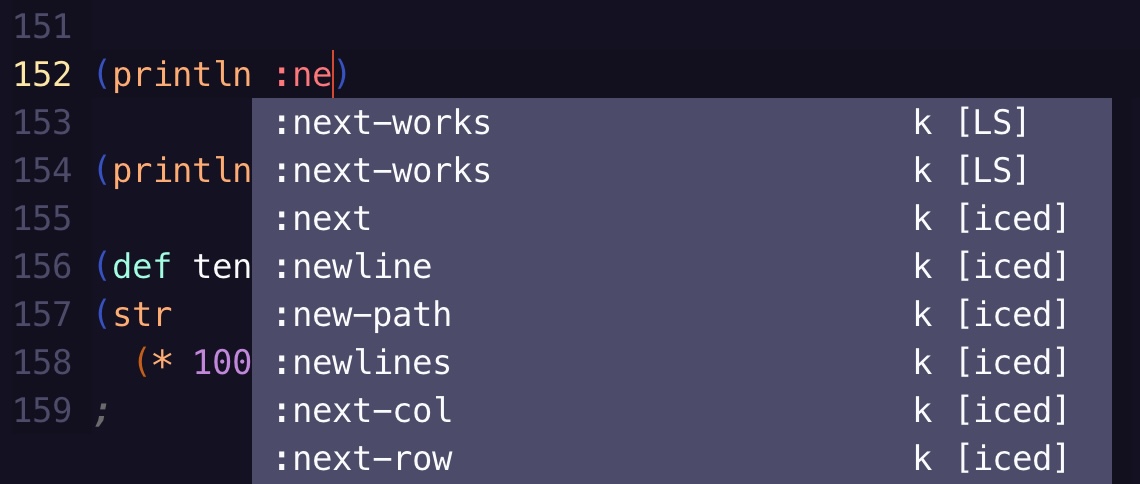 151
152 (println :ne)
153 :next-works k [LS]
154 (println :next-works k [LS]
155 :next k [iced]
156 (def ten :newline k [iced]
157 (str :new-path k [iced]
158 (* 100 :newlines k [iced]
159 ; :next-col k [iced]
:next-row k [iced]